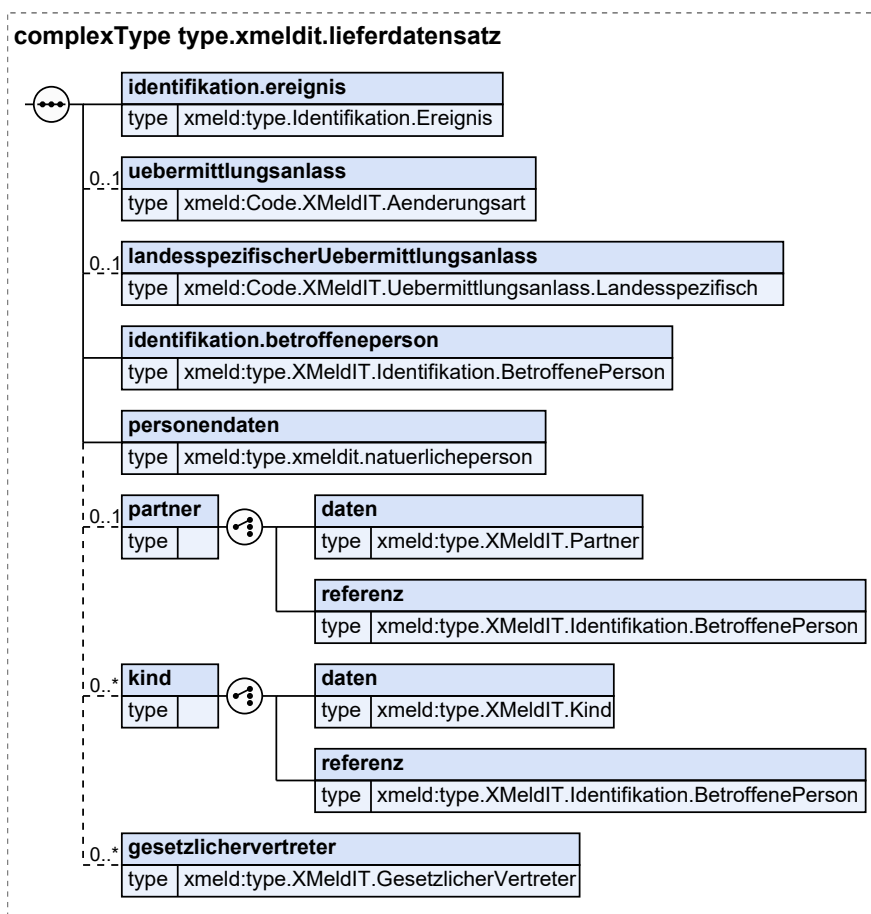 complexType type.xmeldit.lieferdatensatz
identifikation.ereignis
type xmeld:type.Identifikation.Ereignis
0..1 uebermittlungsanlass
type xmeld:Code.XMeldIT.Aenderungsart
0..1 landesspezifischerUebermittlungsanlass
type xmeld:Code.XMeldIT.Uebermittlungsanlass.Landesspezifisch
identifikation.betroffeneperson
type xmeld:type.XMeldIT.Identifikation.BetroffenePerson
personendaten
type xmeld:type.xmeldit.natuerlicheperson
0..1 partner daten
type type xmeld:type.XMeldIT.Partner
referenz
type xmeld:type.XMeldIT.Identifikation.BetroffenePerson
0..* kind daten
type type xmeld:type.XMeldIT.Kind
referenz
type xmeld:type.XMeldIT.Identifikation.BetroffenePerson
0..* gesetzlichervertreter
type xmeld:type.XMeldIT.GesetzlicherVertreter